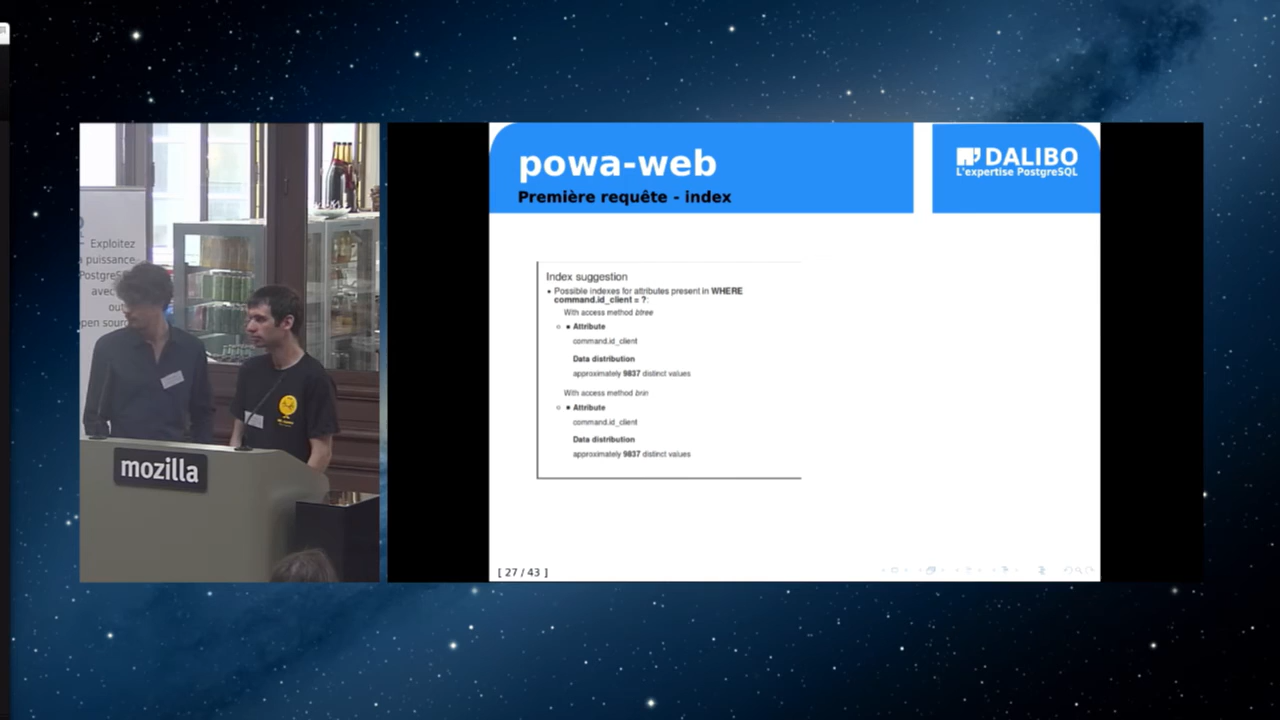 Exploitez
puissance
PostgreSQ
avec
out
pen sourc
mozilla
powa-web
Première requête - index
DALIBO
L'expertise PostgreSQL
Index suggestion
• Possible indexes for attributes present in WHERE
command.id_client = ?:
With access method btree
Attribute
command.id_client
Data distribution
approximately 9837 distinct values
With access method brin
Attribute
command.id_client
Data distribution
approximately 9837 distinct values
[ 27 / 43 ]